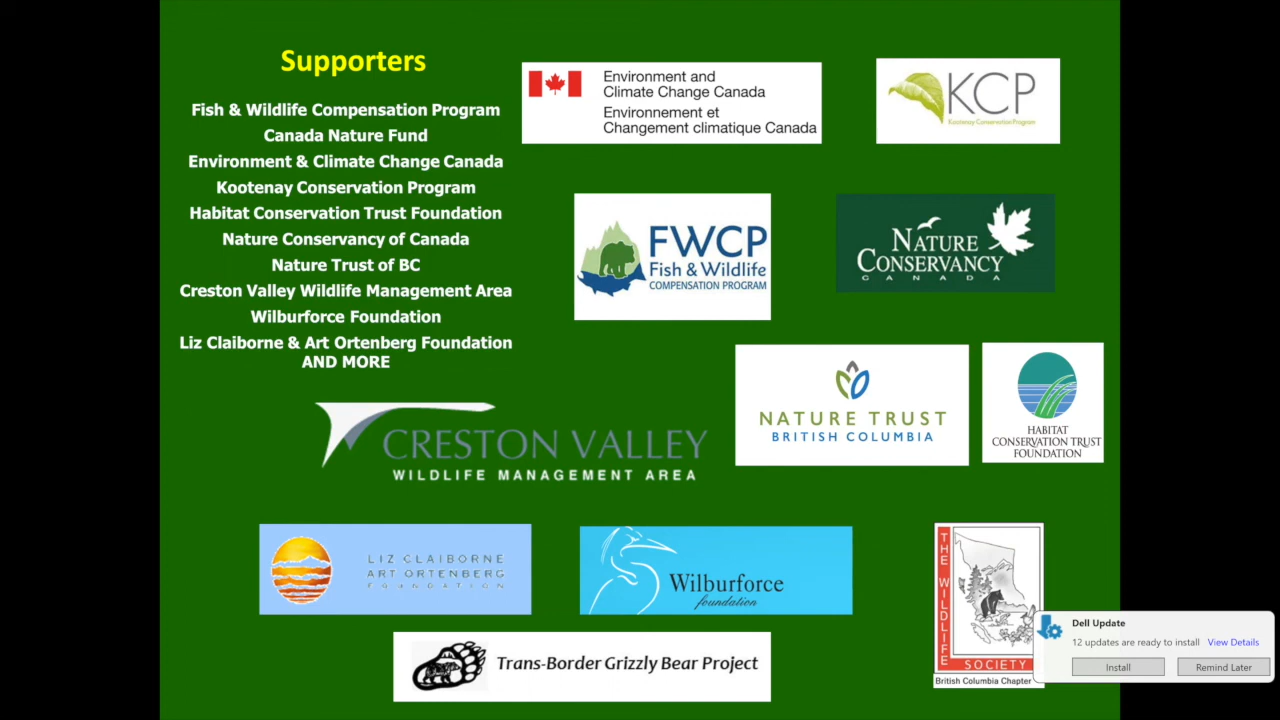 Supporters
Fish & Wildlife Compensation Program
Canada Nature Fund
Environment & Climate Change Canada
Kootenay Conservation Program
Habitat Conservation Trust Foundation
Nature Conservancy of Canada
Nature Trust of BC
Creston Valley Wildlife Management Area
Wilburforce Foundation
Liz Claiborne & Art Ortenberg Foundation
AND MORE
Environment and
Climate Change Canada
Environnement et
Changement climatique Canada
KCP
Kootenay Conservation Program
FWCP
Fish & Wildlife
COMPENSATION PROGRAM
NATURE
CONSERVANCY
CANADA
NATURE TRUST
BRITISH COLUMBIA
HABITAT
CONSERVATION TRUST
FOUNDATION
CRESTON VALLEY
WILDLIFE MANAGEMENT AREA
LIZ CLAIBORNE
ART ORTENBERG
FOUNDATION
Wilburforce
foundation
THE WILDLIFE
SOCIETY
British Columbia Chapter
Trans-Border Grizzly Bear Project
Dell Update
12 updates are ready to install View Details
Install Remind Later